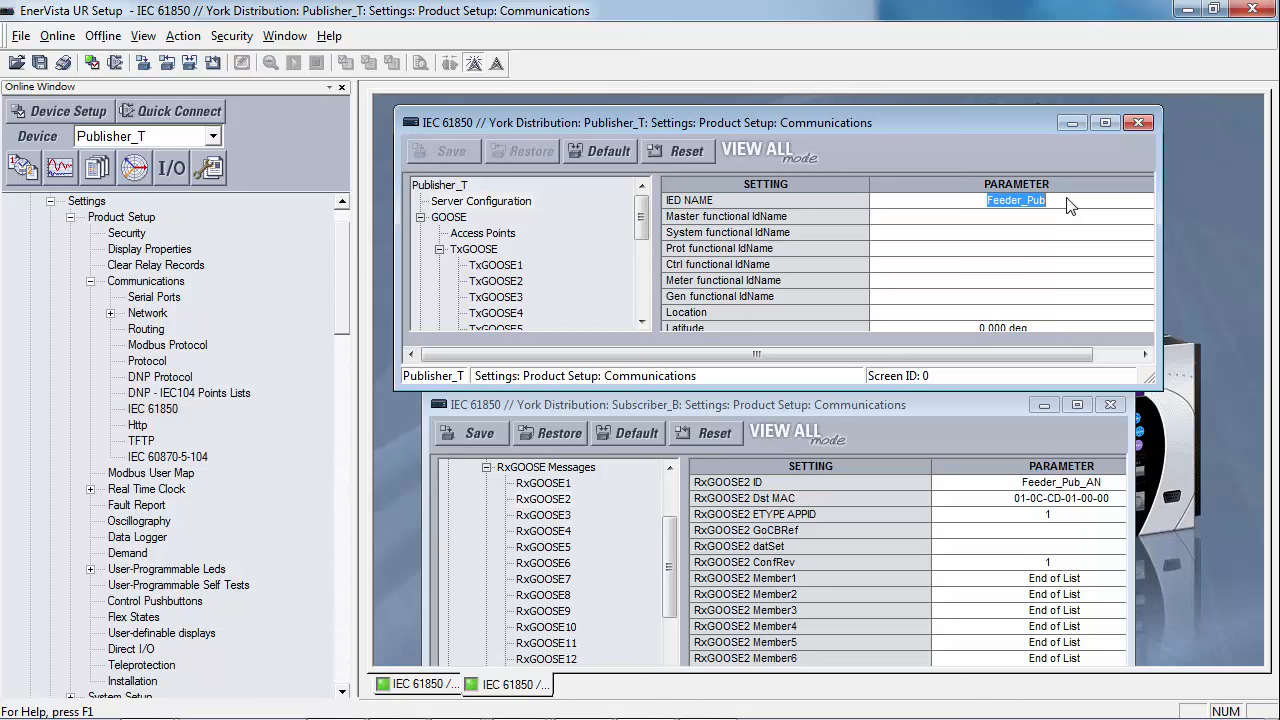 EnerVista UR Setup - IEC 61850 // York Distribution: Publisher_T: Settings: Product Setup: Communications
File Online Offline View Action Security Window Help
Online Window
Device Setup Quick Connect
Device Publisher_T
I/O
Settings
Product Setup
Security
Display Properties
Clear Relay Records
Communications
Serial Ports
Network
Routing
Modbus Protocol
Protocol
DNP Protocol
DNP - IEC104 Point Lists
IEC 61850
Http
TFTP
IEC 60870-5-104
Modbus User Map
Real Time Clock
Fault Report
Oscillography
Data Logger
Demand
User-Programmable Leds
User-Programmable Self Tests
Control Pushbuttons
Flex States
User-definable displays
Direct I/O
Teleprotection
Installation
System Setup
IEC 61850 // York Distribution: Publisher_T: Settings: Product Setup: Communications
Save Restore Default Reset VIEW ALL mode
Publisher_T
Server Configuration
GOOSE
Access Points
TxGOOSE
TxGOOSE1
TxGOOSE2
TxGOOSE3
TxGOOSE4
TxGOOSE5
SETTING PARAMETER
IED NAME Feeder_Pub
Master functional ldName
System functional ldName
Prot functional ldName
Ctrl functional ldName
Meter functional ldName
Gen functional ldName
Location
Latitude 0.000 deg
Publisher_T Settings: Product Setup: Communications Screen ID: 0
IEC 61850 // York Distribution: Subscriber_B: Settings: Product Setup: Communications
Save Restore Default Reset VIEW ALL mode
RxGOOSE Messages
RxGOOSE1
RxGOOSE2
RxGOOSE3
RxGOOSE4
RxGOOSE5
RxGOOSE6
RxGOOSE7
RxGOOSE8
RxGOOSE9
RxGOOSE10
RxGOOSE11
RxGOOSE12
SETTING PARAMETER
RxGOOSE2 ID Feeder_Pub_AN
RxGOOSE2 Dst MAC 01-0C-CD-01-00-00
RxGOOSE2 ETYPE APPID 1
RxGOOSE2 GoCBRef
RxGOOSE2 datSet
RxGOOSE2 ConfRev 1
RxGOOSE2 Member1 End of List
RxGOOSE2 Member2 End of List
RxGOOSE2 Member3 End of List
RxGOOSE2 Member4 End of List
RxGOOSE2 Member5 End of List
RxGOOSE2 Member6 End of List
IEC 61850 /... IEC 61850 /...
For Help, press F1 NUM